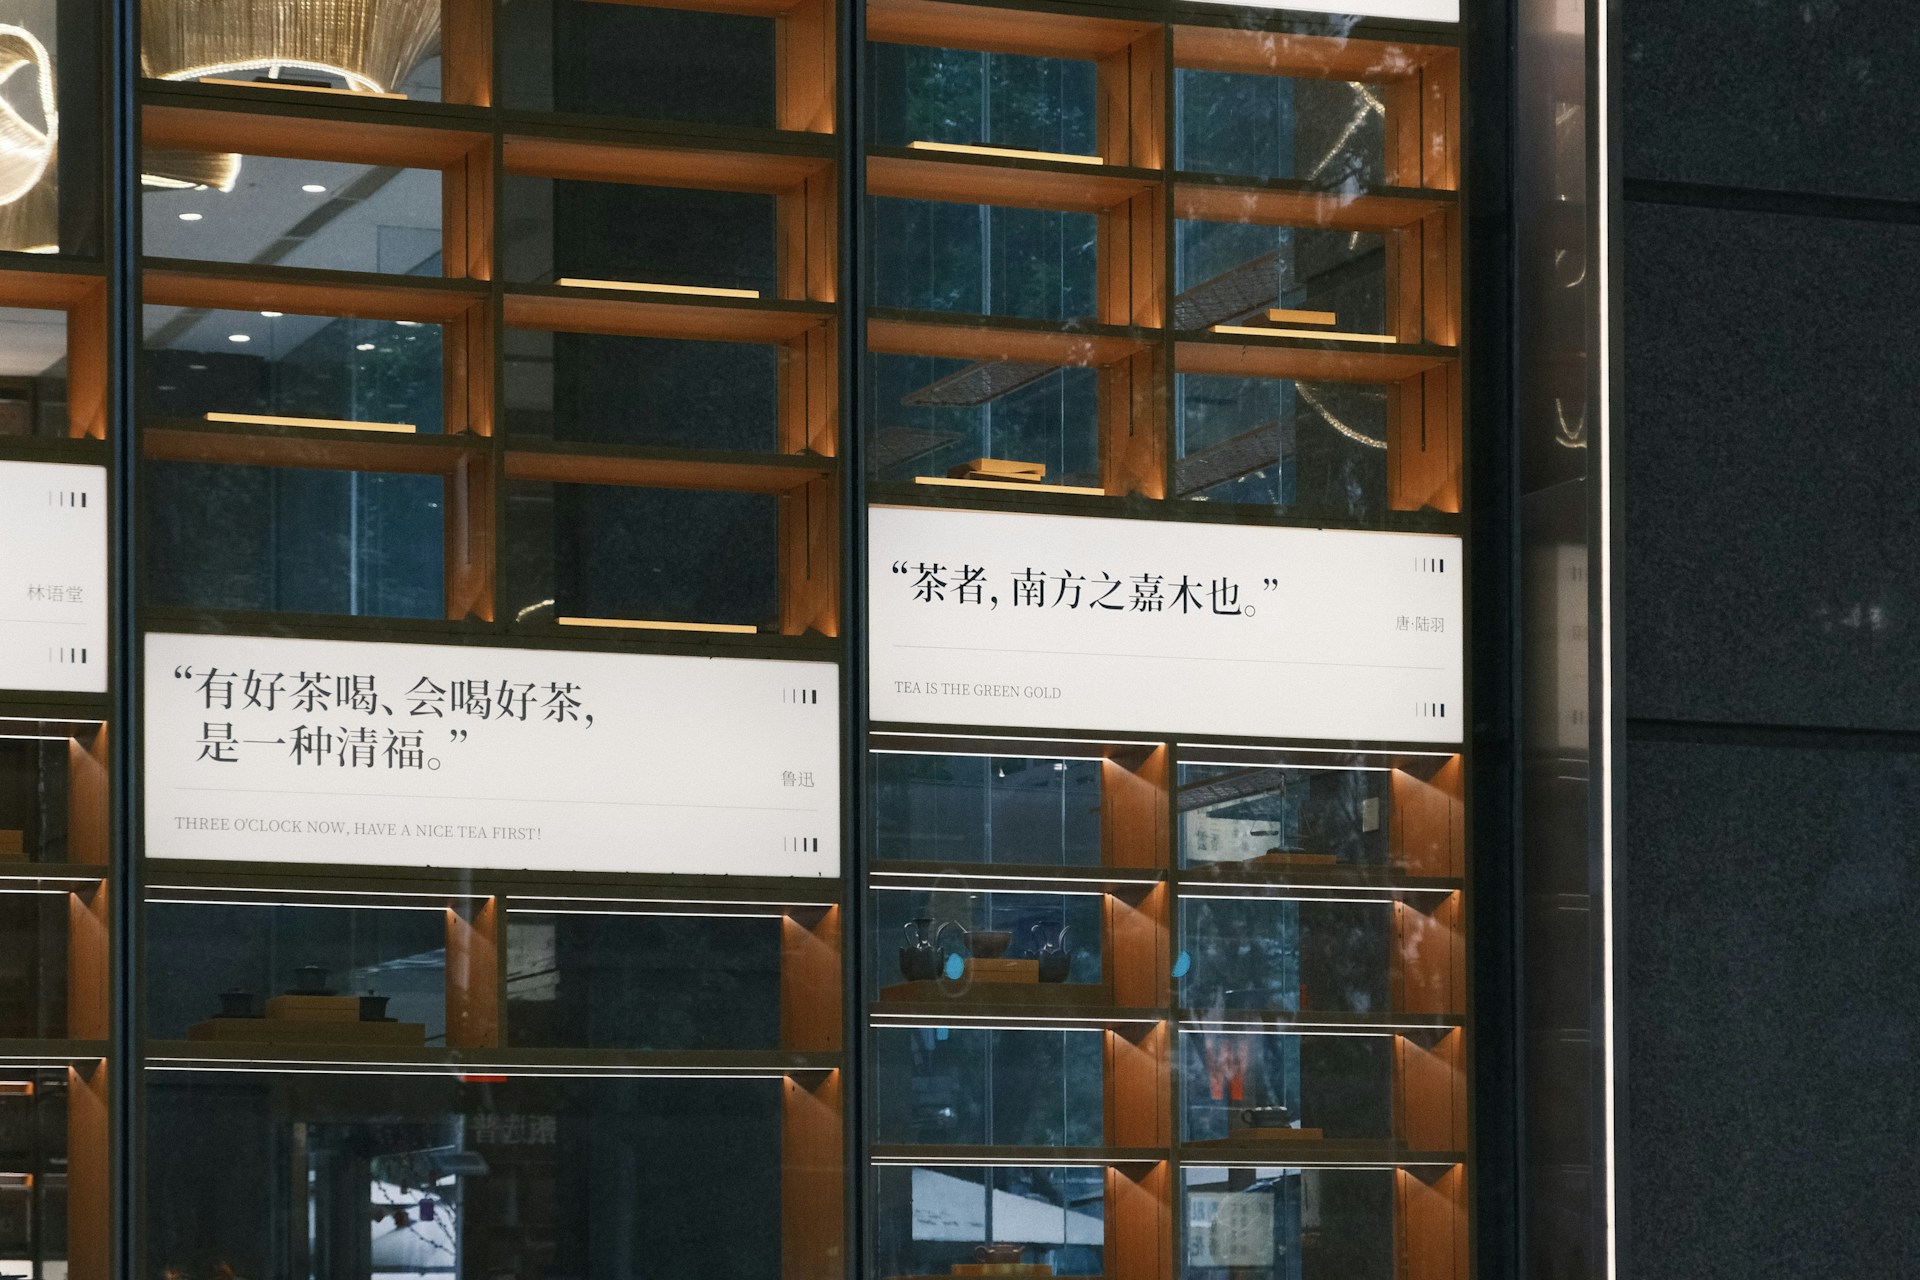 林语堂
“有好茶喝、会喝好茶,
是一种清福。”
鲁迅
THREE O'CLOCK NOW, HAVE A NICE TEA FIRST!
“茶者, 南方之嘉木也。”
唐·陆羽
TEA IS THE GREEN GOLD